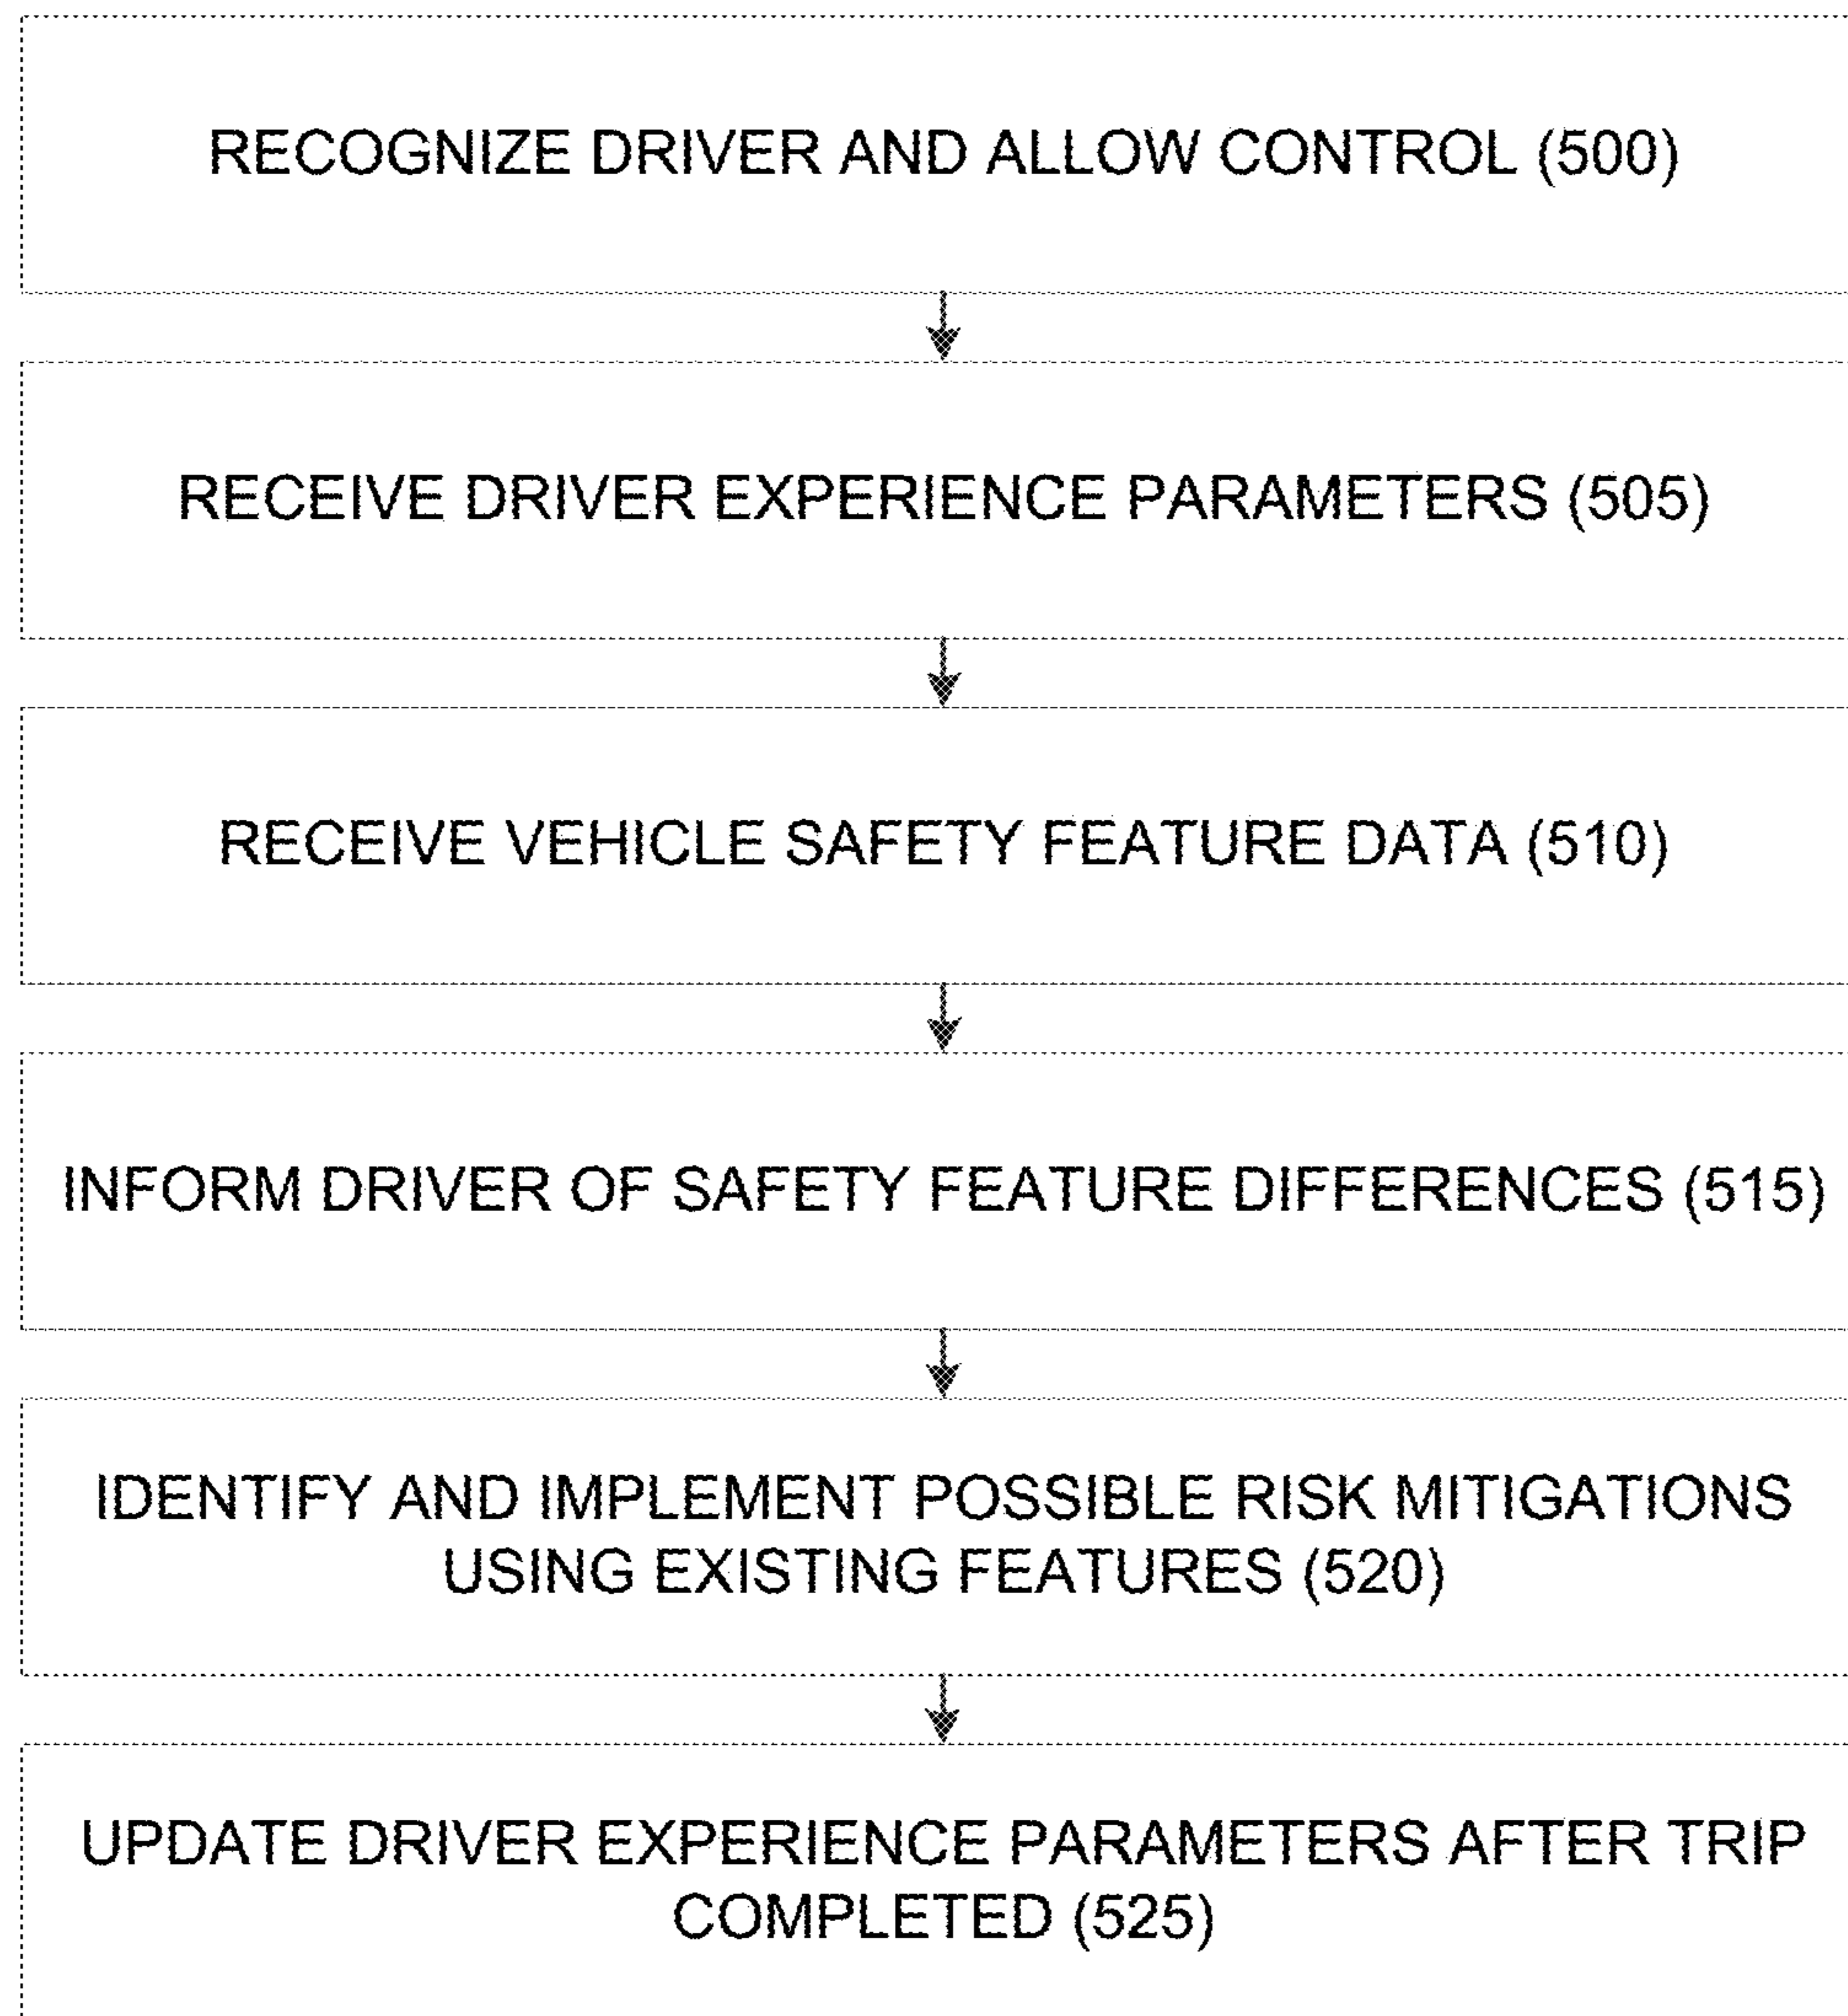 RECOGNIZE DRIVER AND ALLOW CONTROL (500)
RECEIVE DRIVER EXPERIENCE PARAMETERS (505)
RECEIVE VEHICLE SAFETY FEATURE DATA (510)
INFORM DRIVER OF SAFETY FEATURE DIFFERENCES (515)
IDENTIFY AND IMPLEMENT POSSIBLE RISK MITIGATIONS
USING EXISTING FEATURES (520)
UPDATE DRIVER EXPERIENCE PARAMETERS AFTER TRIP
COMPLETED (525)